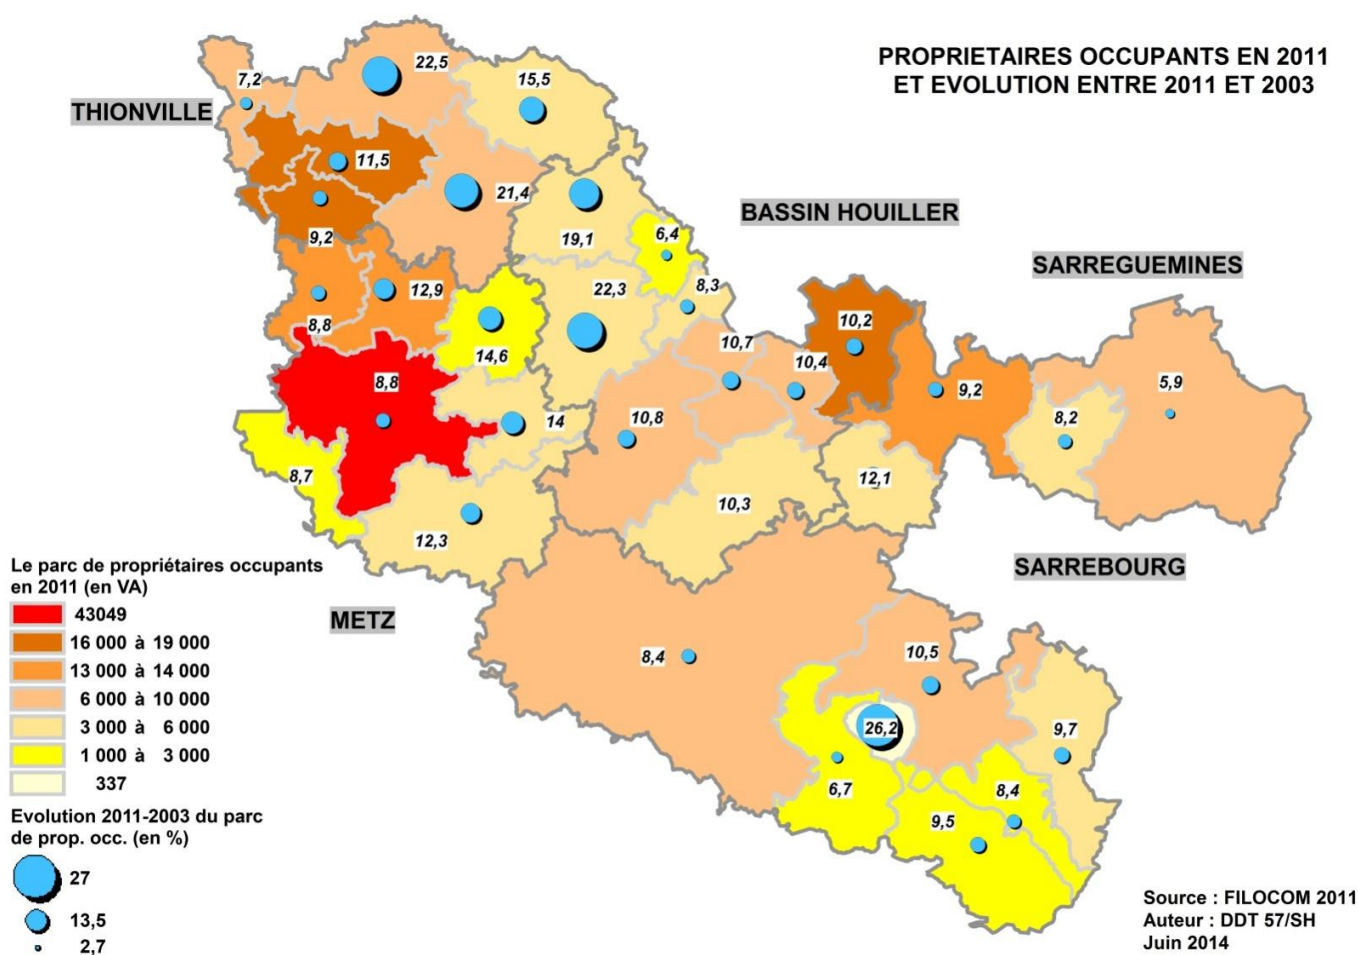 PROPRIETAIRES OCCUPANTS EN 2011
ET EVOLUTION ENTRE 2011 ET 2003
THIONVILLE
BASSIN HOUILLER
SARREGUEMINES
SARREBOURG
METZ
22,5
7,2
15,5
11,5
21,4
9,2
19,1
6,4
12,9
22,3
8,3
8,8
14,6
10,7
10,2
10,4
8,8
5,9
9,2
14
10,8
8,2
8,7
12,1
10,3
12,3
8,4
10,5
26,2
9,7
6,7
8,4
9,5
Le parc de propriétaires occupants
en 2011 (en VA)
43049
16 000 à 19 000
13 000 à 14 000
6 000 à 10 000
3 000 à 6 000
1 000 à 3 000
337
Evolution 2011-2003 du parc
de prop. occ. (en %)
27
13,5
2,7
Source : FILOCOM 2011
Auteur : DDT 57/SH
Juin 2014